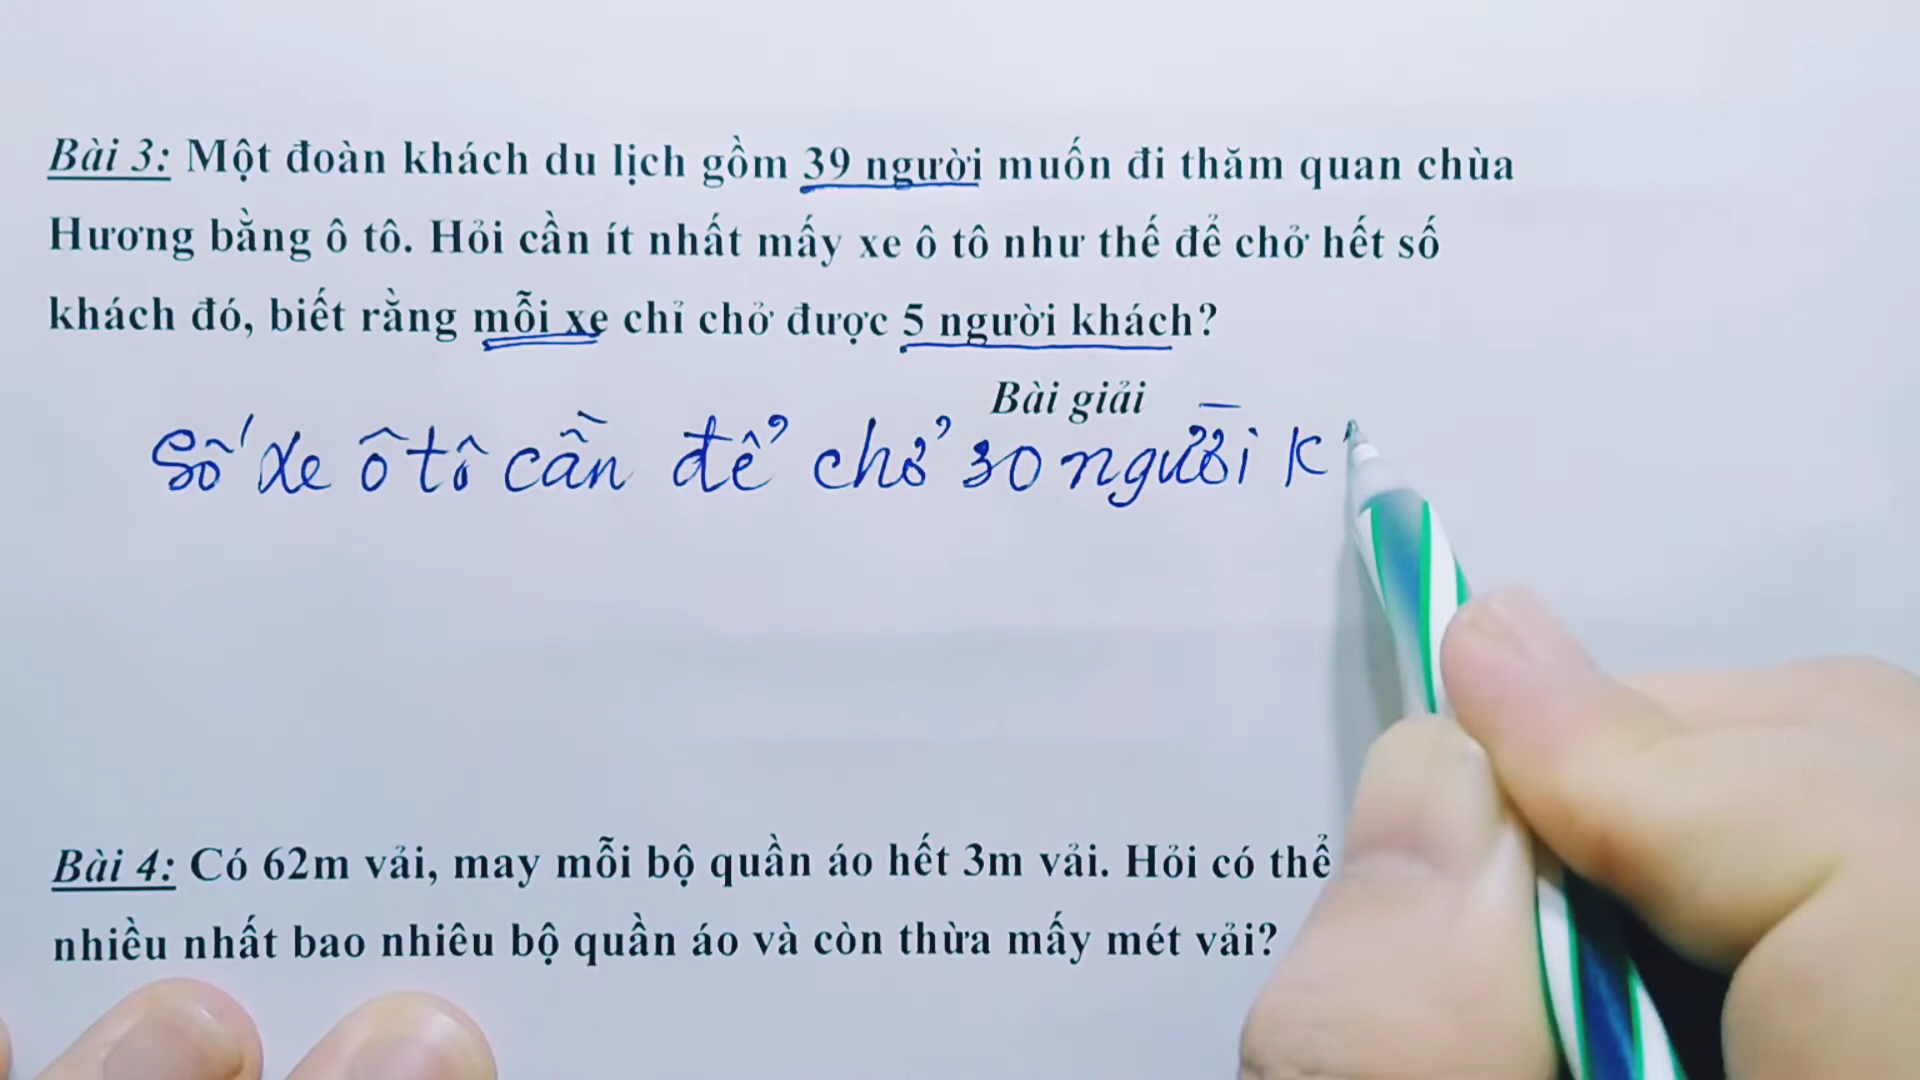 Bài 3: Một đoàn khách du lịch gồm 39 người muốn đi thăm quan chùa
Hương bằng ô tô. Hỏi cần ít nhất mấy xe ô tô như thế để chở hết số
khách đó, biết rằng mỗi xe chỉ chở được 5 người khách?
Bài giải
Số xe ô tô cần để chở 30 người k
Bài 4: Có 62m vải, may mỗi bộ quần áo hết 3m vải. Hỏi có thể
nhiều nhất bao nhiêu bộ quần áo và còn thừa mấy mét vải?